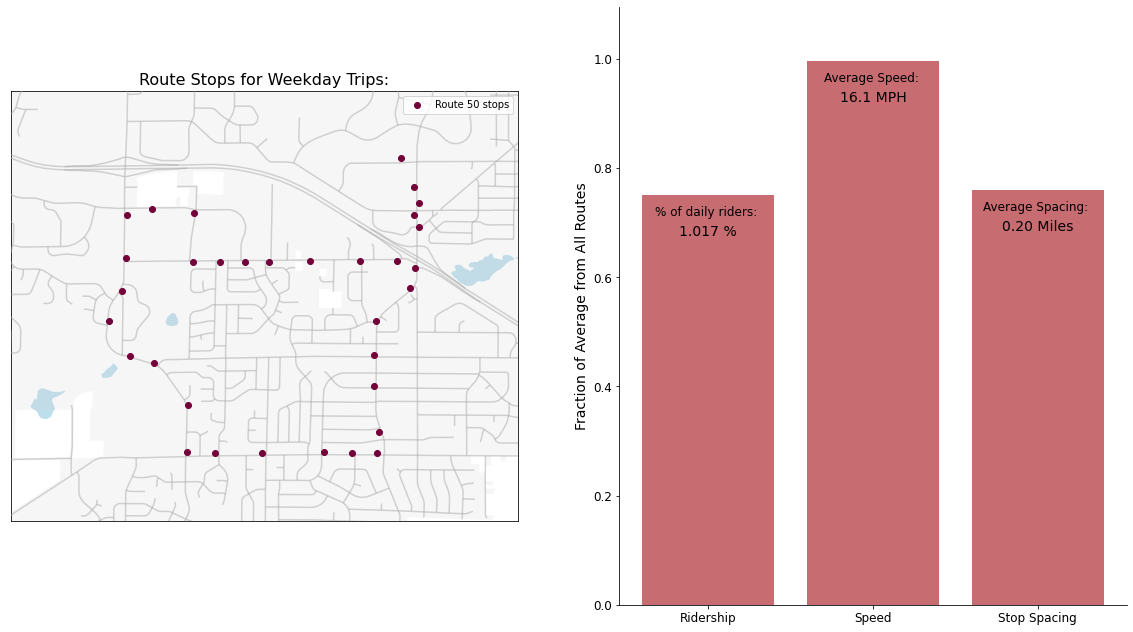 Route Stops for Weekday Trips:
Route 50 stops
Fraction of Average from All Routes
1.0
0.8
0.6
0.4
0.2
0.0
% of daily riders:
1.017 %
Average Speed:
16.1 MPH
Average Spacing:
0.20 Miles
Ridership
Speed
Stop Spacing